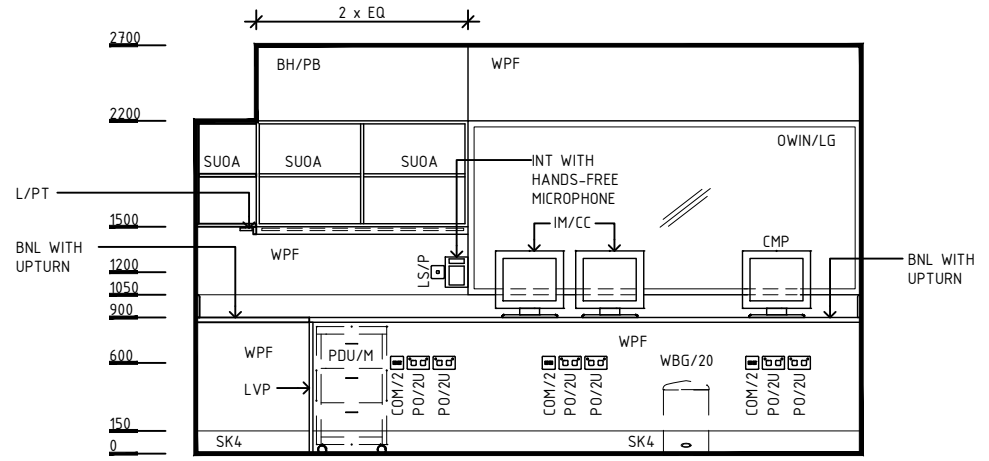 2 x EQ
2700
BH/PB
WPF
2200
OWIN/LG
SUOA
SUOA
SUOA
INT WITH
HANDS-FREE
MICROPHONE
L/PT
1500
IM/CC
BNL WITH
UPTURN
WPF
CMP
BNL WITH
UPTURN
1200
LS/P
1050
900
WPF
PDU/M
WPF
WBG/20
600
LVP
COM/2
PO/2U
PO/2U
COM/2
PO/2U
PO/2U
COM/2
PO/2U
PO/2U
150
SK4
SK4
0